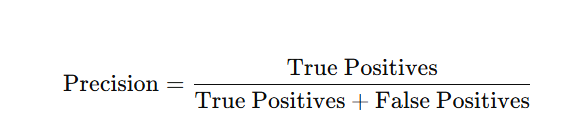 Precision = True Positives / True Positives + False Positives